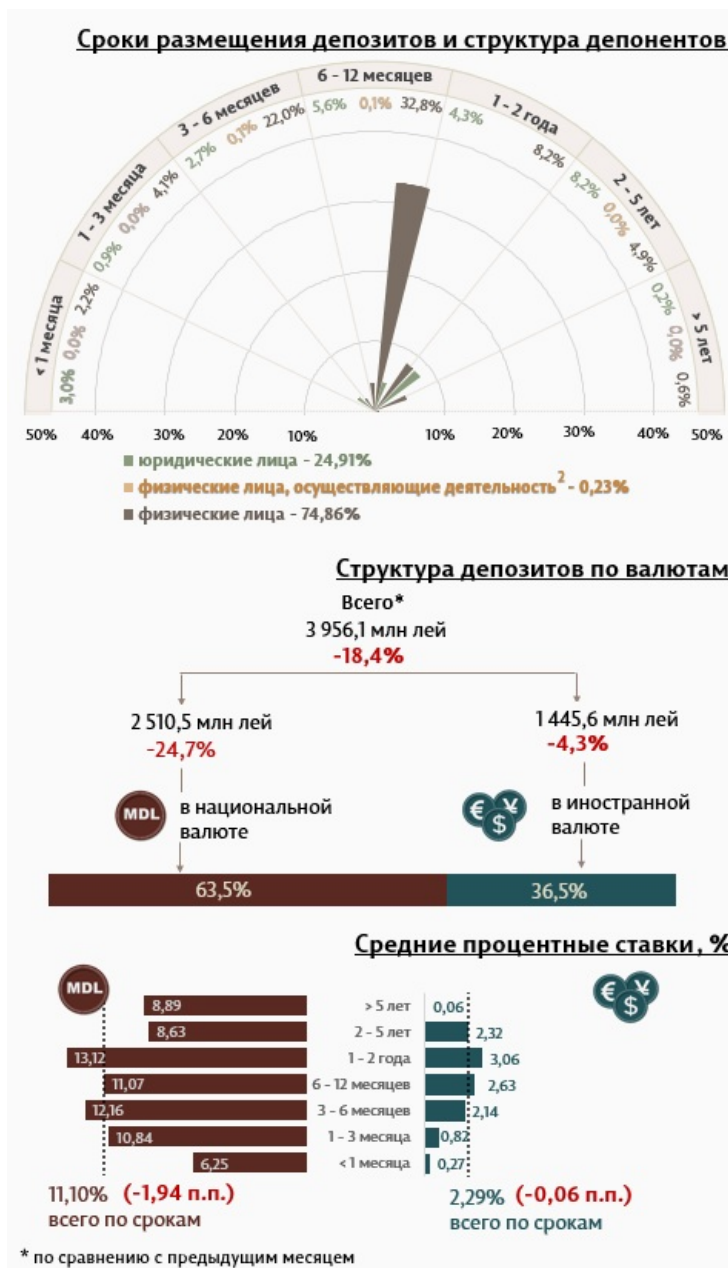 Сроки размещения депозитов и структура депонентов
< 1 месяца
3,0% 0,0% 2,2%
1 - 3 месяца
0,9% 0,0% 4,1%
3 - 6 месяцев
2,7% 0,1% 22,0%
6 - 12 месяцев
5,6% 0,1% 32,8%
1 - 2 года
4,3% 8,2%
2 - 5 лет
8,2% 0,0% 4,9%
> 5 лет
0,2% 0,0% 0,6%
50% 40% 30% 20% 10% 10% 20% 30% 40% 50%
юридические лица - 24,91%
физические лица, осуществляющие деятельность2 - 0,23%
физические лица - 74,86%
Структура депозитов по валютам
Всего*
3 956,1 млн лей
-18,4%
2 510,5 млн лей
-24,7%
1 445,6 млн лей
-4,3%
MDL
в национальной
валюте
€ ¥ $
в иностранной
валюте
63,5% 36,5%
Средние процентные ставки, %
MDL € ¥ $
8,89 > 5 лет 0,06
8,63 2 - 5 лет 2,32
13,12 1 - 2 года 3,06
11,07 6 - 12 месяцев 2,63
12,16 3 - 6 месяцев 2,14
10,84 1 - 3 месяца 0,82
6,25 < 1 месяца 0,27
11,10% (-1,94 п.п.)
всего по срокам
2,29% (-0,06 п.п.)
всего по срокам
* по сравнению с предыдущим месяцем